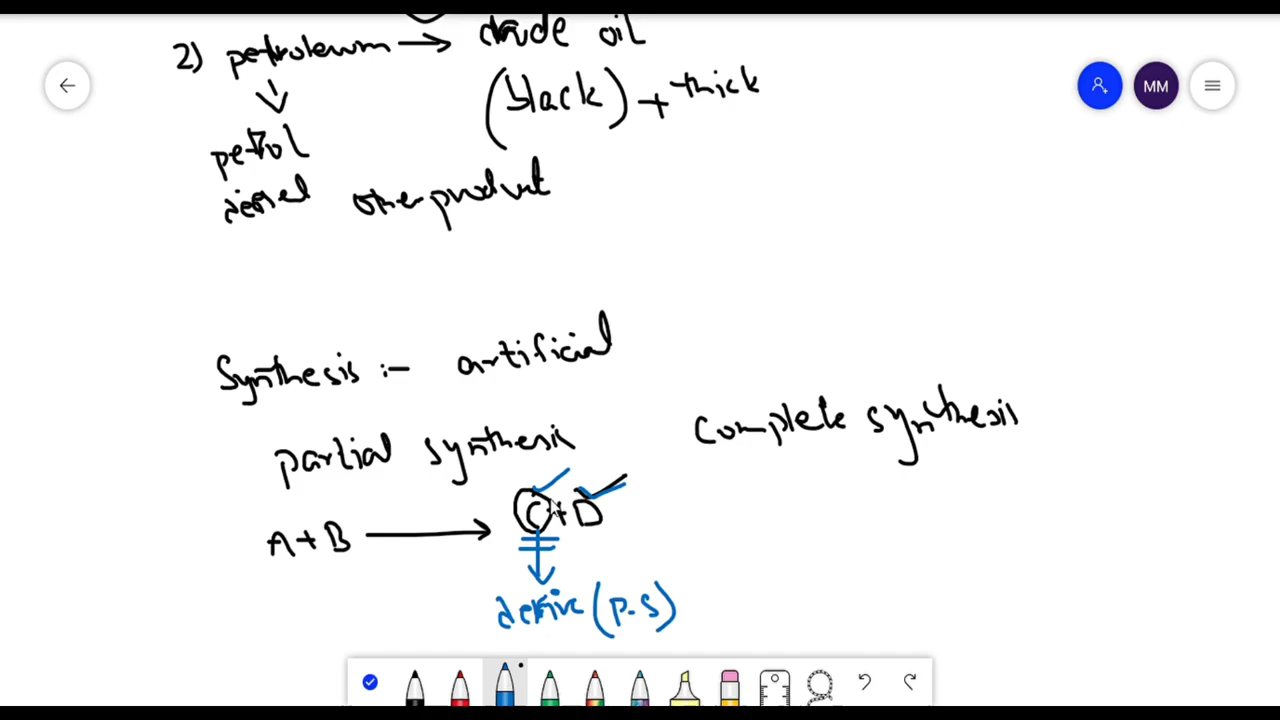 2) petroleum → crude oil
(black) + thick
petrol
diesel other product
Synthesis :- artificial
partial synthesis
complete synthesis
A + B → C + D
derive (p.s)
MM